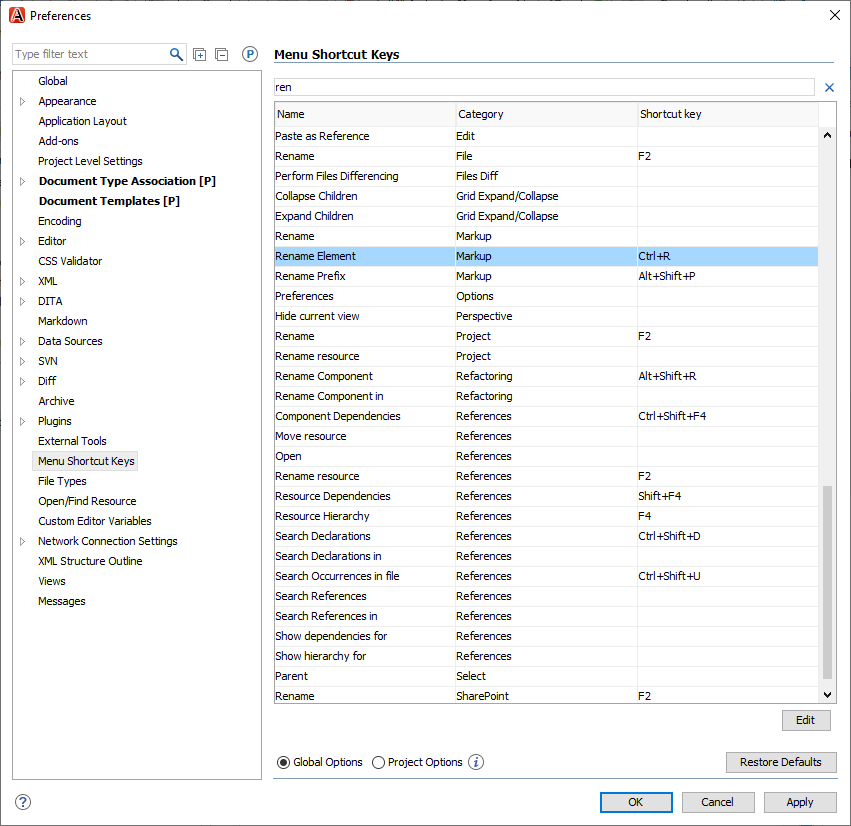 Preferences
Type filter text
P
Global
Appearance
Application Layout
Add-ons
Project Level Settings
Document Type Association [P]
Document Templates [P]
Encoding
Editor
CSS Validator
XML
DITA
Markdown
Data Sources
SVN
Diff
Archive
Plugins
External Tools
Menu Shortcut Keys
File Types
Open/Find Resource
Custom Editor Variables
Network Connection Settings
XML Structure Outline
Views
Messages
Menu Shortcut Keys
ren
Name Category Shortcut key
Paste as Reference Edit
Rename File F2
Perform Files Differencing Files Diff
Collapse Children Grid Expand/Collapse
Expand Children Grid Expand/Collapse
Rename Markup
Rename Element Markup Ctrl+R
Rename Prefix Markup Alt+Shift+P
Preferences Options
Hide current view Perspective
Rename Project F2
Rename resource Project
Rename Component Refactoring Alt+Shift+R
Rename Component in Refactoring
Component Dependencies References Ctrl+Shift+F4
Move resource References
Open References
Rename resource References F2
Resource Dependencies References Shift+F4
Resource Hierarchy References F4
Search Declarations References Ctrl+Shift+D
Search Declarations in References
Search Occurrences in file References Ctrl+Shift+U
Search References References
Search References in References
Show dependencies for References
Show hierarchy for References
Parent Select
Rename SharePoint F2
Edit
Global Options Project Options i Restore Defaults
? OK Cancel Apply